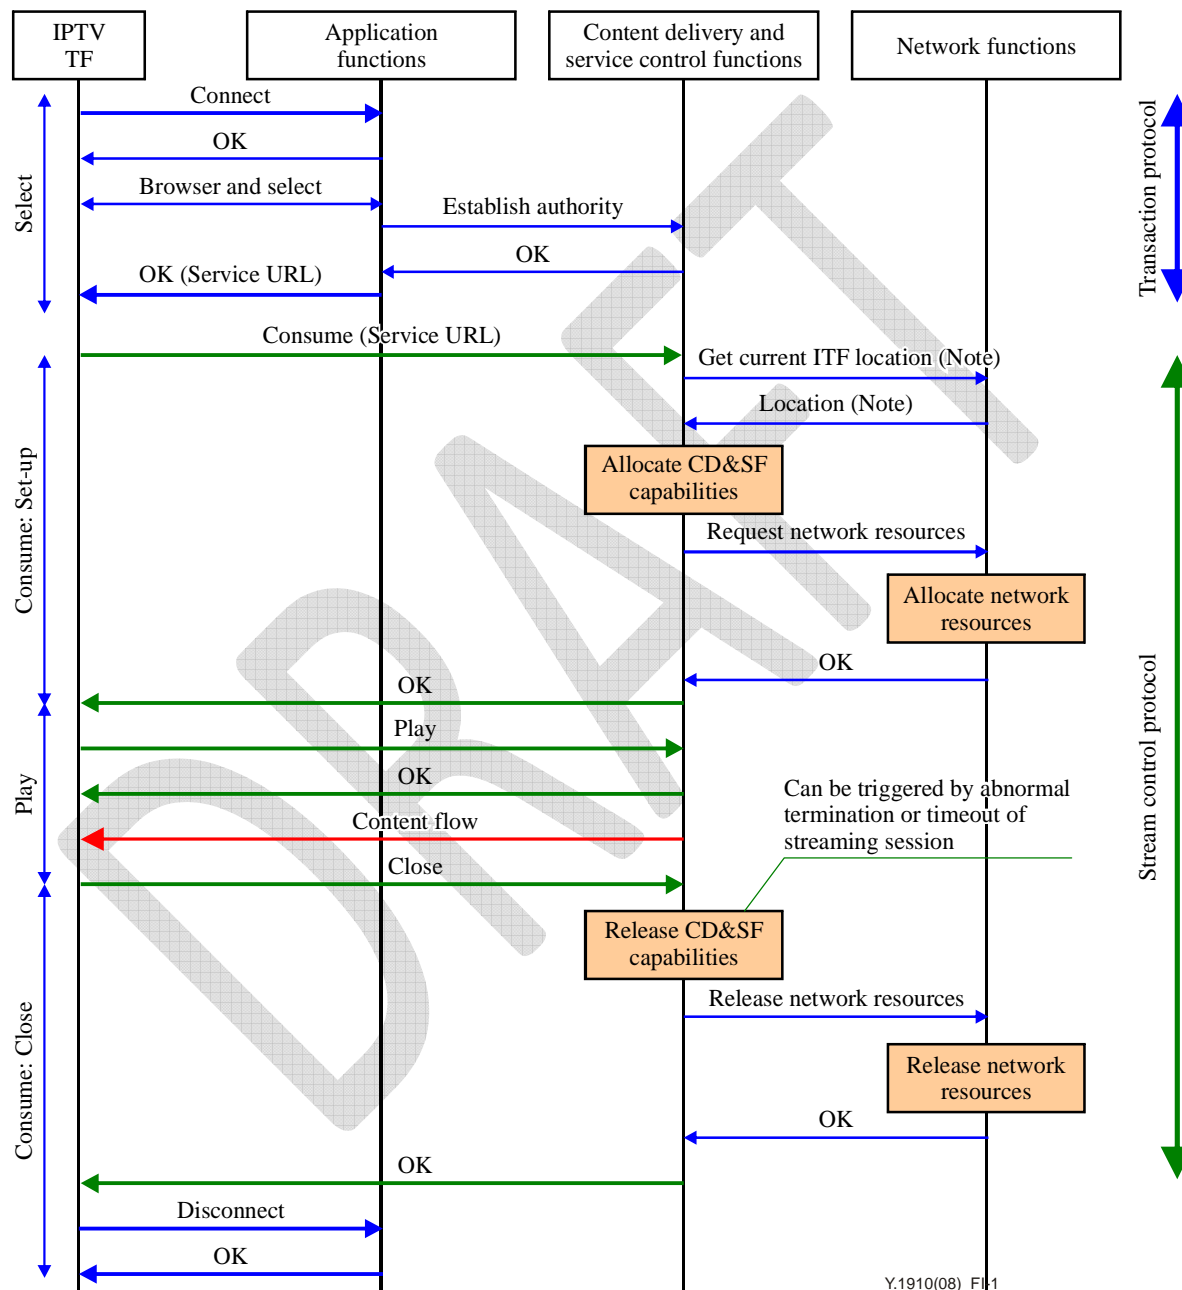 IPTV
TF
Application
functions
Content delivery and
service control functions
Network functions
Connect
OK
Browser and select
Establish authority
OK
OK (Service URL)
Select
Transaction protocol
Consume (Service URL)
Get current ITF location (Note)
Location (Note)
Allocate CD&SF
capabilities
Request network resources
Allocate network
resources
OK
OK
Consume: Set-up
Play
OK
Content flow
Play
Can be triggered by abnormal
termination or timeout of
streaming session
Stream control protocol
Close
Release CD&SF
capabilities
Release network resources
Release network
resources
OK
OK
Consume: Close
Disconnect
OK
DRAFT
Y.1910(08)_FI-1